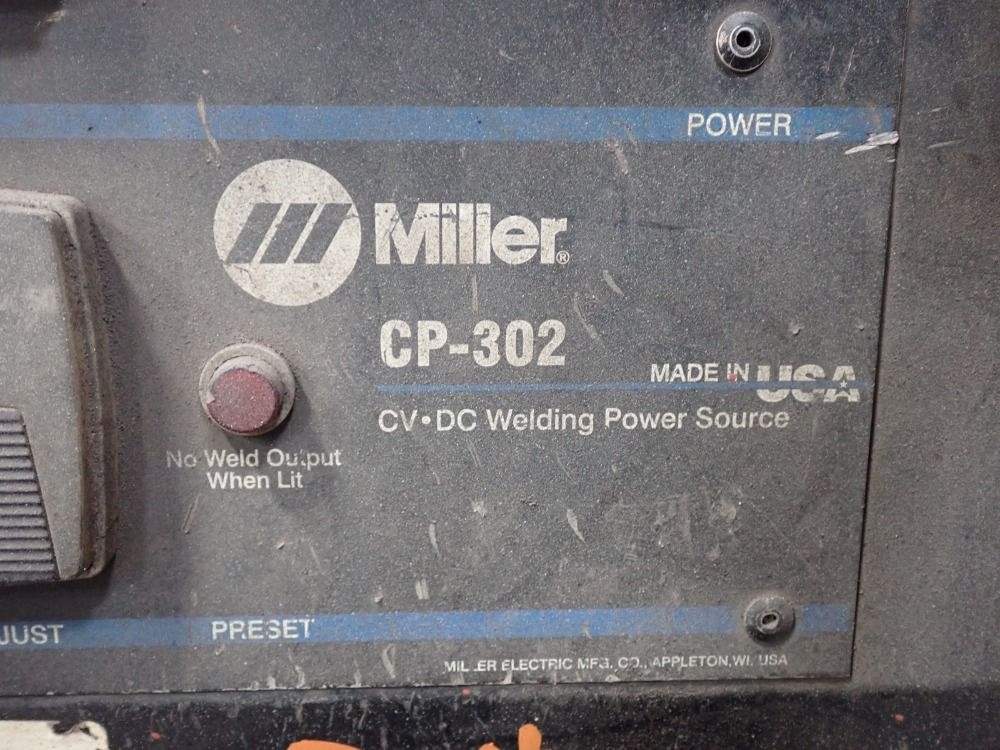 POWER
Miller®
CP-302
MADE IN USA
CV•DC Welding Power Source
No Weld Output
When Lit
JUST
PRESET
MILLER ELECTRIC MFG. CO., APPLETON, WI, USA